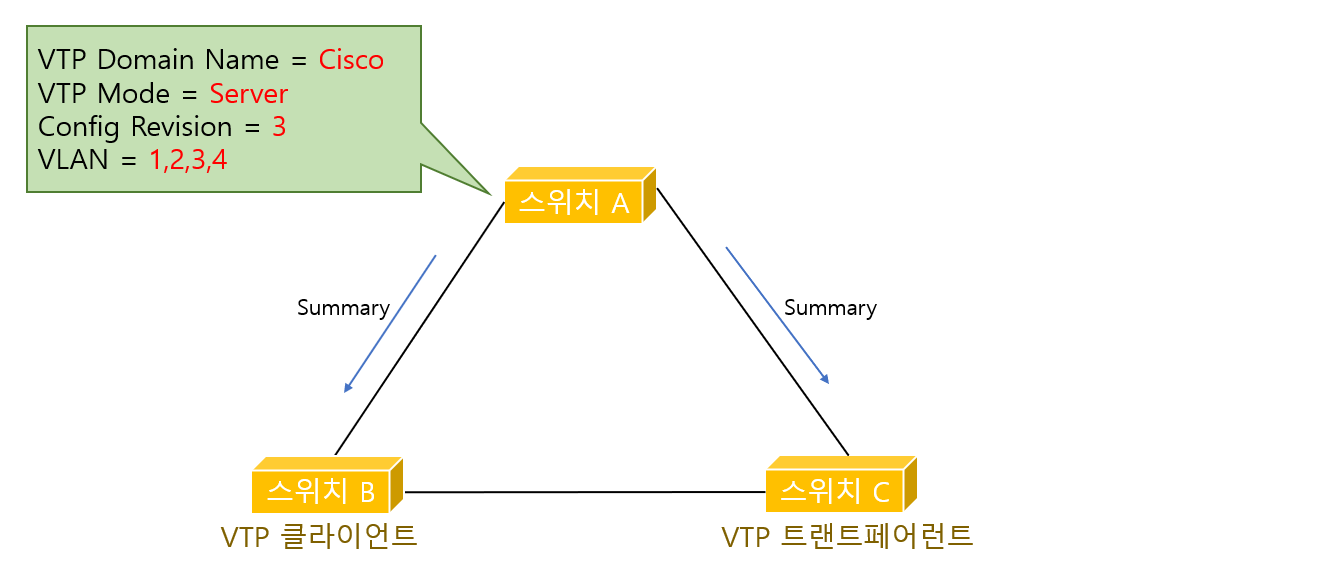 VTP Domain Name = Cisco
VTP Mode = Server
Config Revision = 3
VLAN = 1,2,3,4
스위치 A
Summary
Summary
스위치 B
스위치 C
VTP 클라이언트
VTP 트랜트페어런트